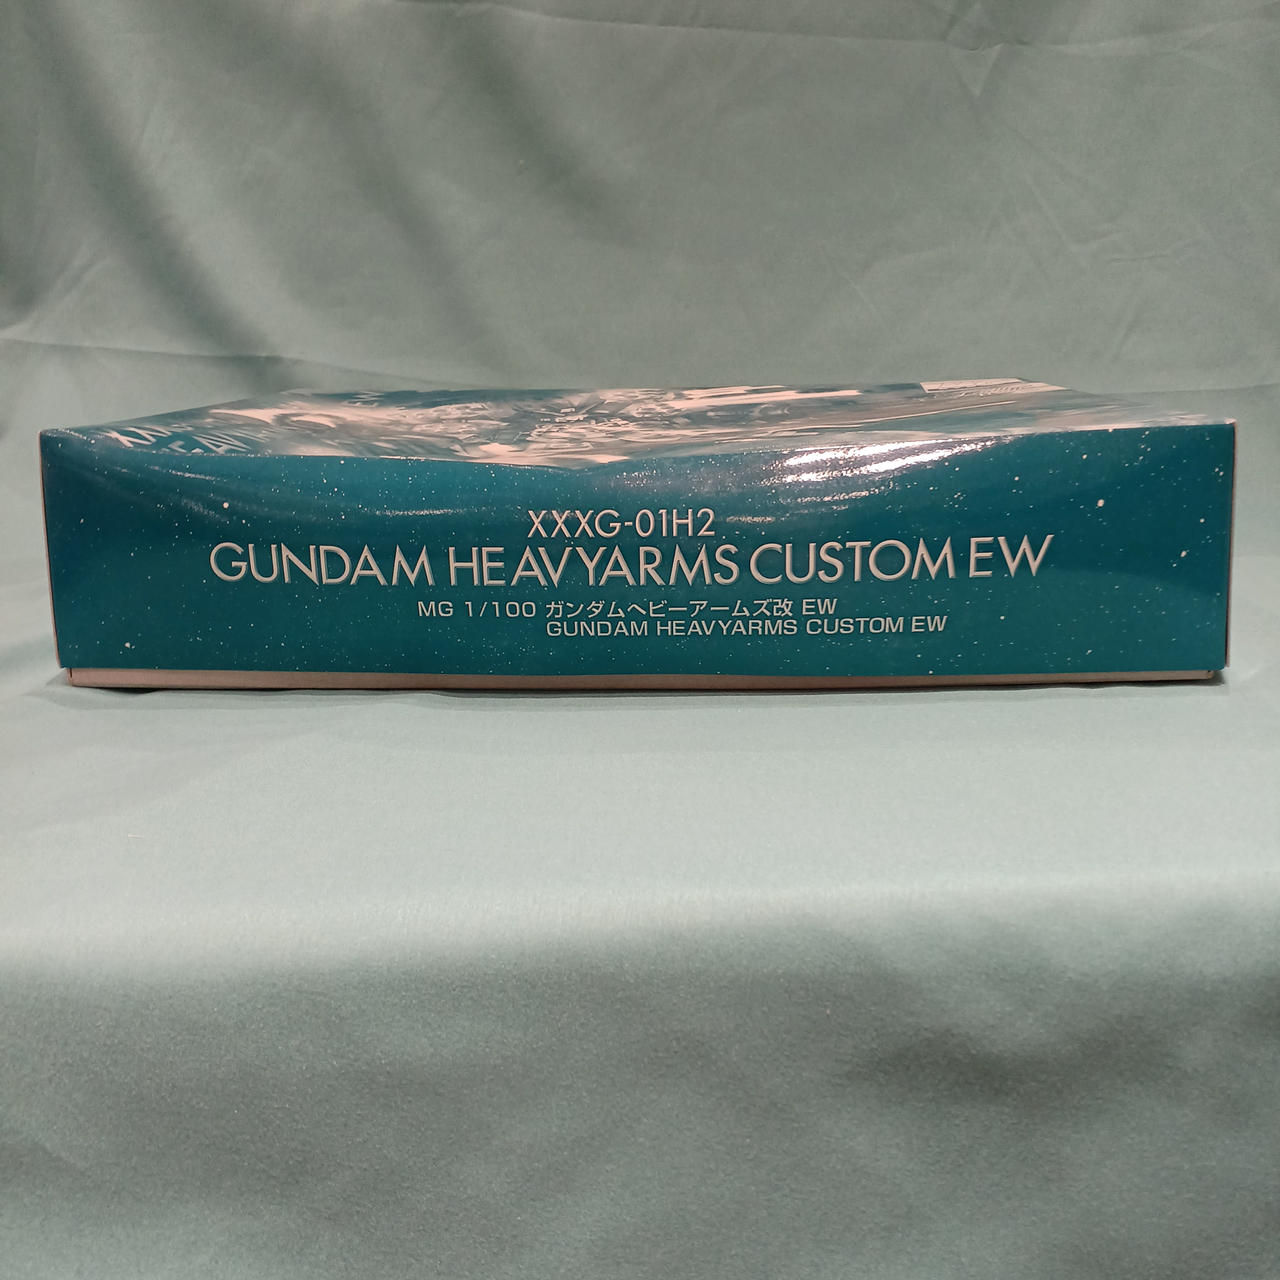 XXXG-01H2
GUNDAM HEAVYARMS CUSTOM EW
MG 1/100 ガンダムヘビーアームズ改 EW
GUNDAM HEAVYARMS CUSTOM EW